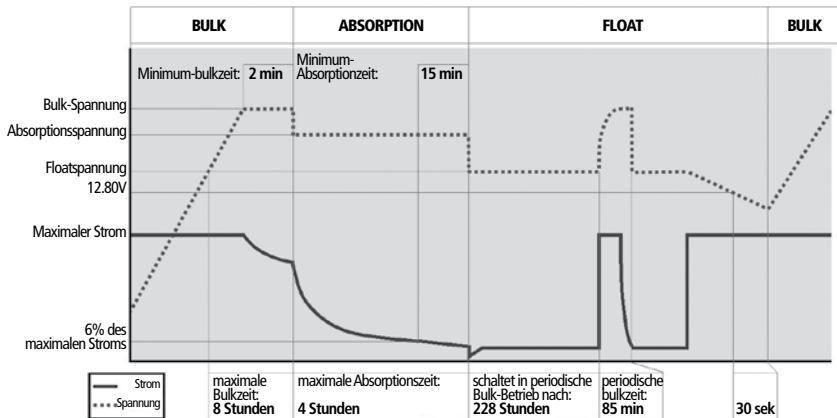 BULK
ABSORPTION
FLOAT
BULK
Minimum-bulkzeit:
2 min
Minimum-
Absorptionzeit:
15 min
Bulk-Spannung
Absorptionsspannung
Floatspannung
12.80V
Maximaler Strom
6% des
maximalen Stroms
Strom
Spannung
maximale
Bulkzeit:
8 Stunden
maximale Absorptionszeit:
4 Stunden
schaltet in periodische
Bulk-Betrieb nach:
228 Stunden
periodische
bulkzeit:
85 min
30 sek